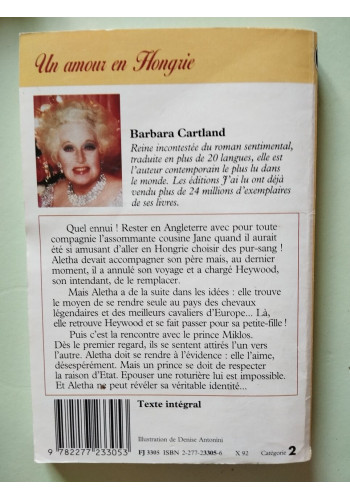 Un amour en Hongrie
Barbara Cartland
Reine incontestée du roman sentimental,
traduite en plus de 20 langues, elle est
l'auteur contemporain le plus lu dans
le monde. Les éditions J'ai lu ont déjà
vendu plus de 24 millions d'exemplaires
de ses livres.
Quel ennui ! Rester en Angleterre avec pour toute
compagnie l'assommante cousine Jane quand il aurait
été si amusant d'aller en Hongrie choisir des pur-sang !
Aletha devait accompagner son père mais, au dernier
moment, il a annulé son voyage et a chargé Heywood,
son intendant, de le remplacer.
Mais Aletha a de la suite dans les idées : elle trouve
le moyen de se rendre seule au pays des chevaux
légendaires et des meilleurs cavaliers d'Europe... Là,
elle retrouve Heywood et se fait passer pour sa petite-fille !
Puis c'est la rencontre avec le prince Miklos.
Dès le premier regard, ils se sentent attirés l'un vers
l'autre. Aletha doit se rendre à l'évidence : elle l'aime,
désespérément. Mais un prince se doit de respecter
la raison d'Etat. Epouser une roturière lui est impossible.
Et Aletha ne peut révéler sa véritable identité...
Texte intégral
Illustration de Denise Antonini
9 782277 233053
FJ 3305 ISBN 2-277-23305-6 X 92 Catégorie 2